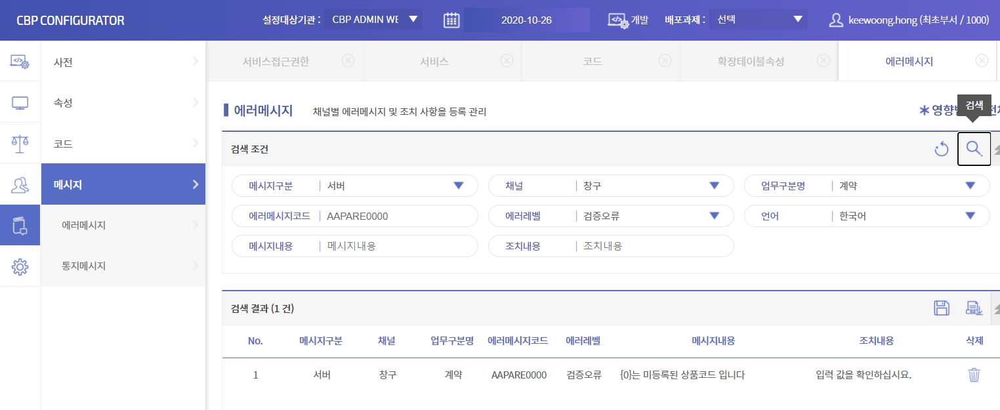 CBP CONFIGURATOR 설정대상기관 : CBP ADMIN WE 2020-10-26 개발 배포과제 : 선택 keewoong.hong (최초부서 / 1000)
사전
속성
코드
메시지
에러메시지
통지메시지
서비스접근권한 서비스 코드 확장테이블속성 에러메시지
에러메시지 채널별 에러메시지 및 조치 사항을 등록 관리
검색
검색 조건
메시지구분 서버 채널 창구 업무구분명 계약
에러메시지코드 AAPARE0000 에러레벨 검증오류 언어 한국어
메시지내용 메시지내용 조치내용 조치내용
검색 결과 (1 건)
No. 메시지구분 채널 업무구분명 에러메시지코드 에러레벨 메시지내용 조치내용 삭제
1 서버 창구 계약 AAPARE0000 검증오류 {0}는 미등록된 상품코드 입니다 입력 값을 확인하십시요.